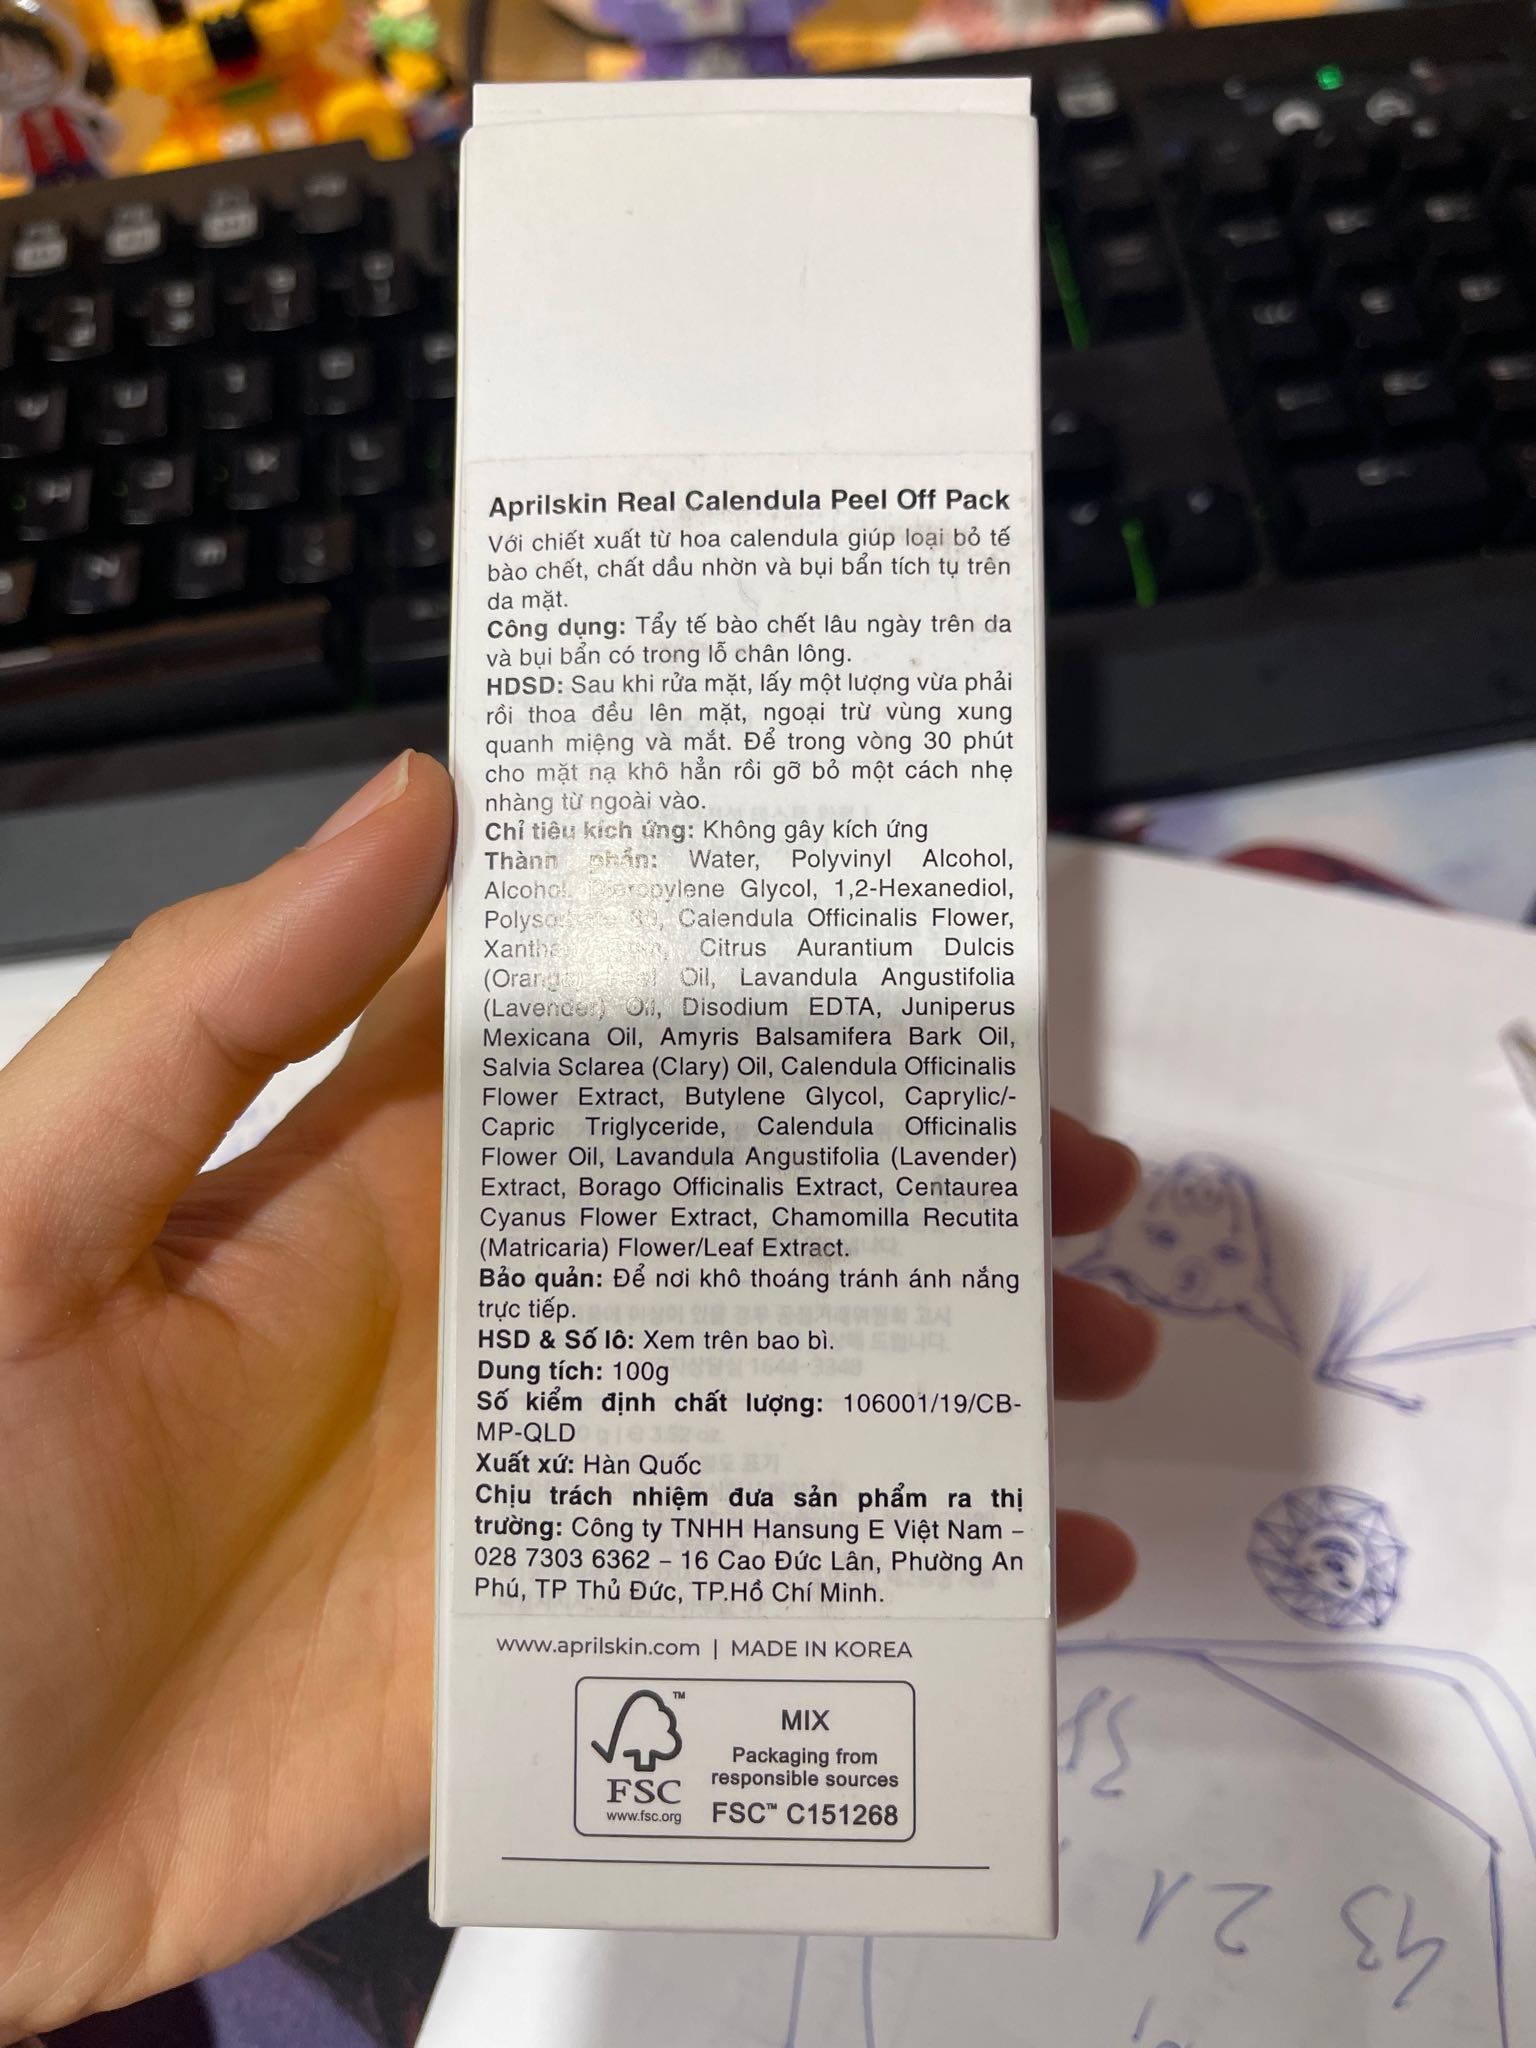 Aprilskin Real Calendula Peel Off Pack
Với chiết xuất từ hoa calendula giúp loại bỏ tế
bào chết, chất dầu nhờn và bụi bẩn tích tụ trên
da mặt.
Công dụng: Tẩy tế bào chết lâu ngày trên da
và bụi bẩn có trong lỗ chân lông.
HDSD: Sau khi rửa mặt, lấy một lượng vừa phải
rồi thoa đều lên mặt, ngoại trừ vùng xung
quanh miệng và mắt. Để trong vòng 30 phút
cho mặt nạ khô hẳn rồi gỡ bỏ một cách nhẹ
nhàng từ ngoài vào.
Chỉ tiêu kích ứng: Không gây kích ứng
Thành phần: Water, Polyvinyl Alcohol,
Alcohol, Glycol, 1,2-Hexanediol,
Calendula Officinalis Flower,
Citrus Aurantium Dulcis
(Orange) Peel Oil, Lavandula Angustifolia
(Lavender) Oil, Disodium EDTA, Juniperus
Mexicana Oil, Amyris Balsamifera Bark Oil,
Salvia Sclarea (Clary) Oil, Calendula Officinalis
Flower Extract, Butylene Glycol, Caprylic/-
Capric Triglyceride, Calendula Officinalis
Flower Oil, Lavandula Angustifolia (Lavender)
Extract, Borago Officinalis Extract, Centaurea
Cyanus Flower Extract, Chamomilla Recutita
(Matricaria) Flower/Leaf Extract.
Bảo quản: Để nơi khô thoáng tránh ánh nắng
trực tiếp.
HSD & Số lô: Xem trên bao bì.
Dung tích: 100g
Số kiểm định chất lượng: 106001/19/CB-
MP-QLD
Xuất xứ: Hàn Quốc
Chịu trách nhiệm đưa sản phẩm ra thị
trường: Công ty TNHH Hansung E Việt Nam –
028 7303 6362 – 16 Cao Đức Lân, Phường An
Phú, TP Thủ Đức, TP.Hồ Chí Minh.
www.aprilskin.com | MADE IN KOREA
FSC™
www.fsc.org
MIX
Packaging from
responsible sources
FSC™ C151268